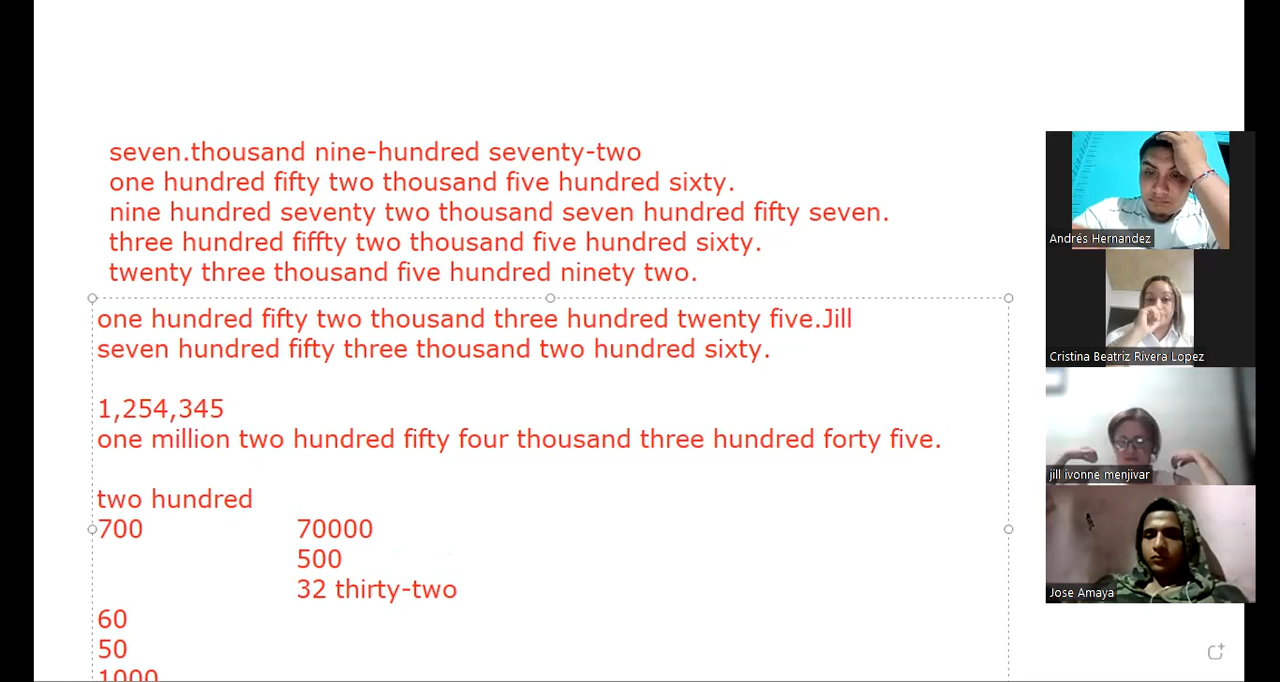 seven.thousand nine-hundred seventy-two
one hundred fifty two thousand five hundred sixty.
nine hundred seventy two thousand seven hundred fifty seven.
three hundred fiffty two thousand five hundred sixty.
twenty three thousand five hundred ninety two.
one hundred fifty two thousand three hundred twenty five.Jill
seven hundred fifty three thousand two hundred sixty.
1,254,345
one million two hundred fifty four thousand three hundred forty five.
two hundred
700 70000
500
32 thirty-two
60
50
1000
Andrés Hernandez
Cristina Beatriz Rivera Lopez
jill ivonne menjivar
Jose Amaya